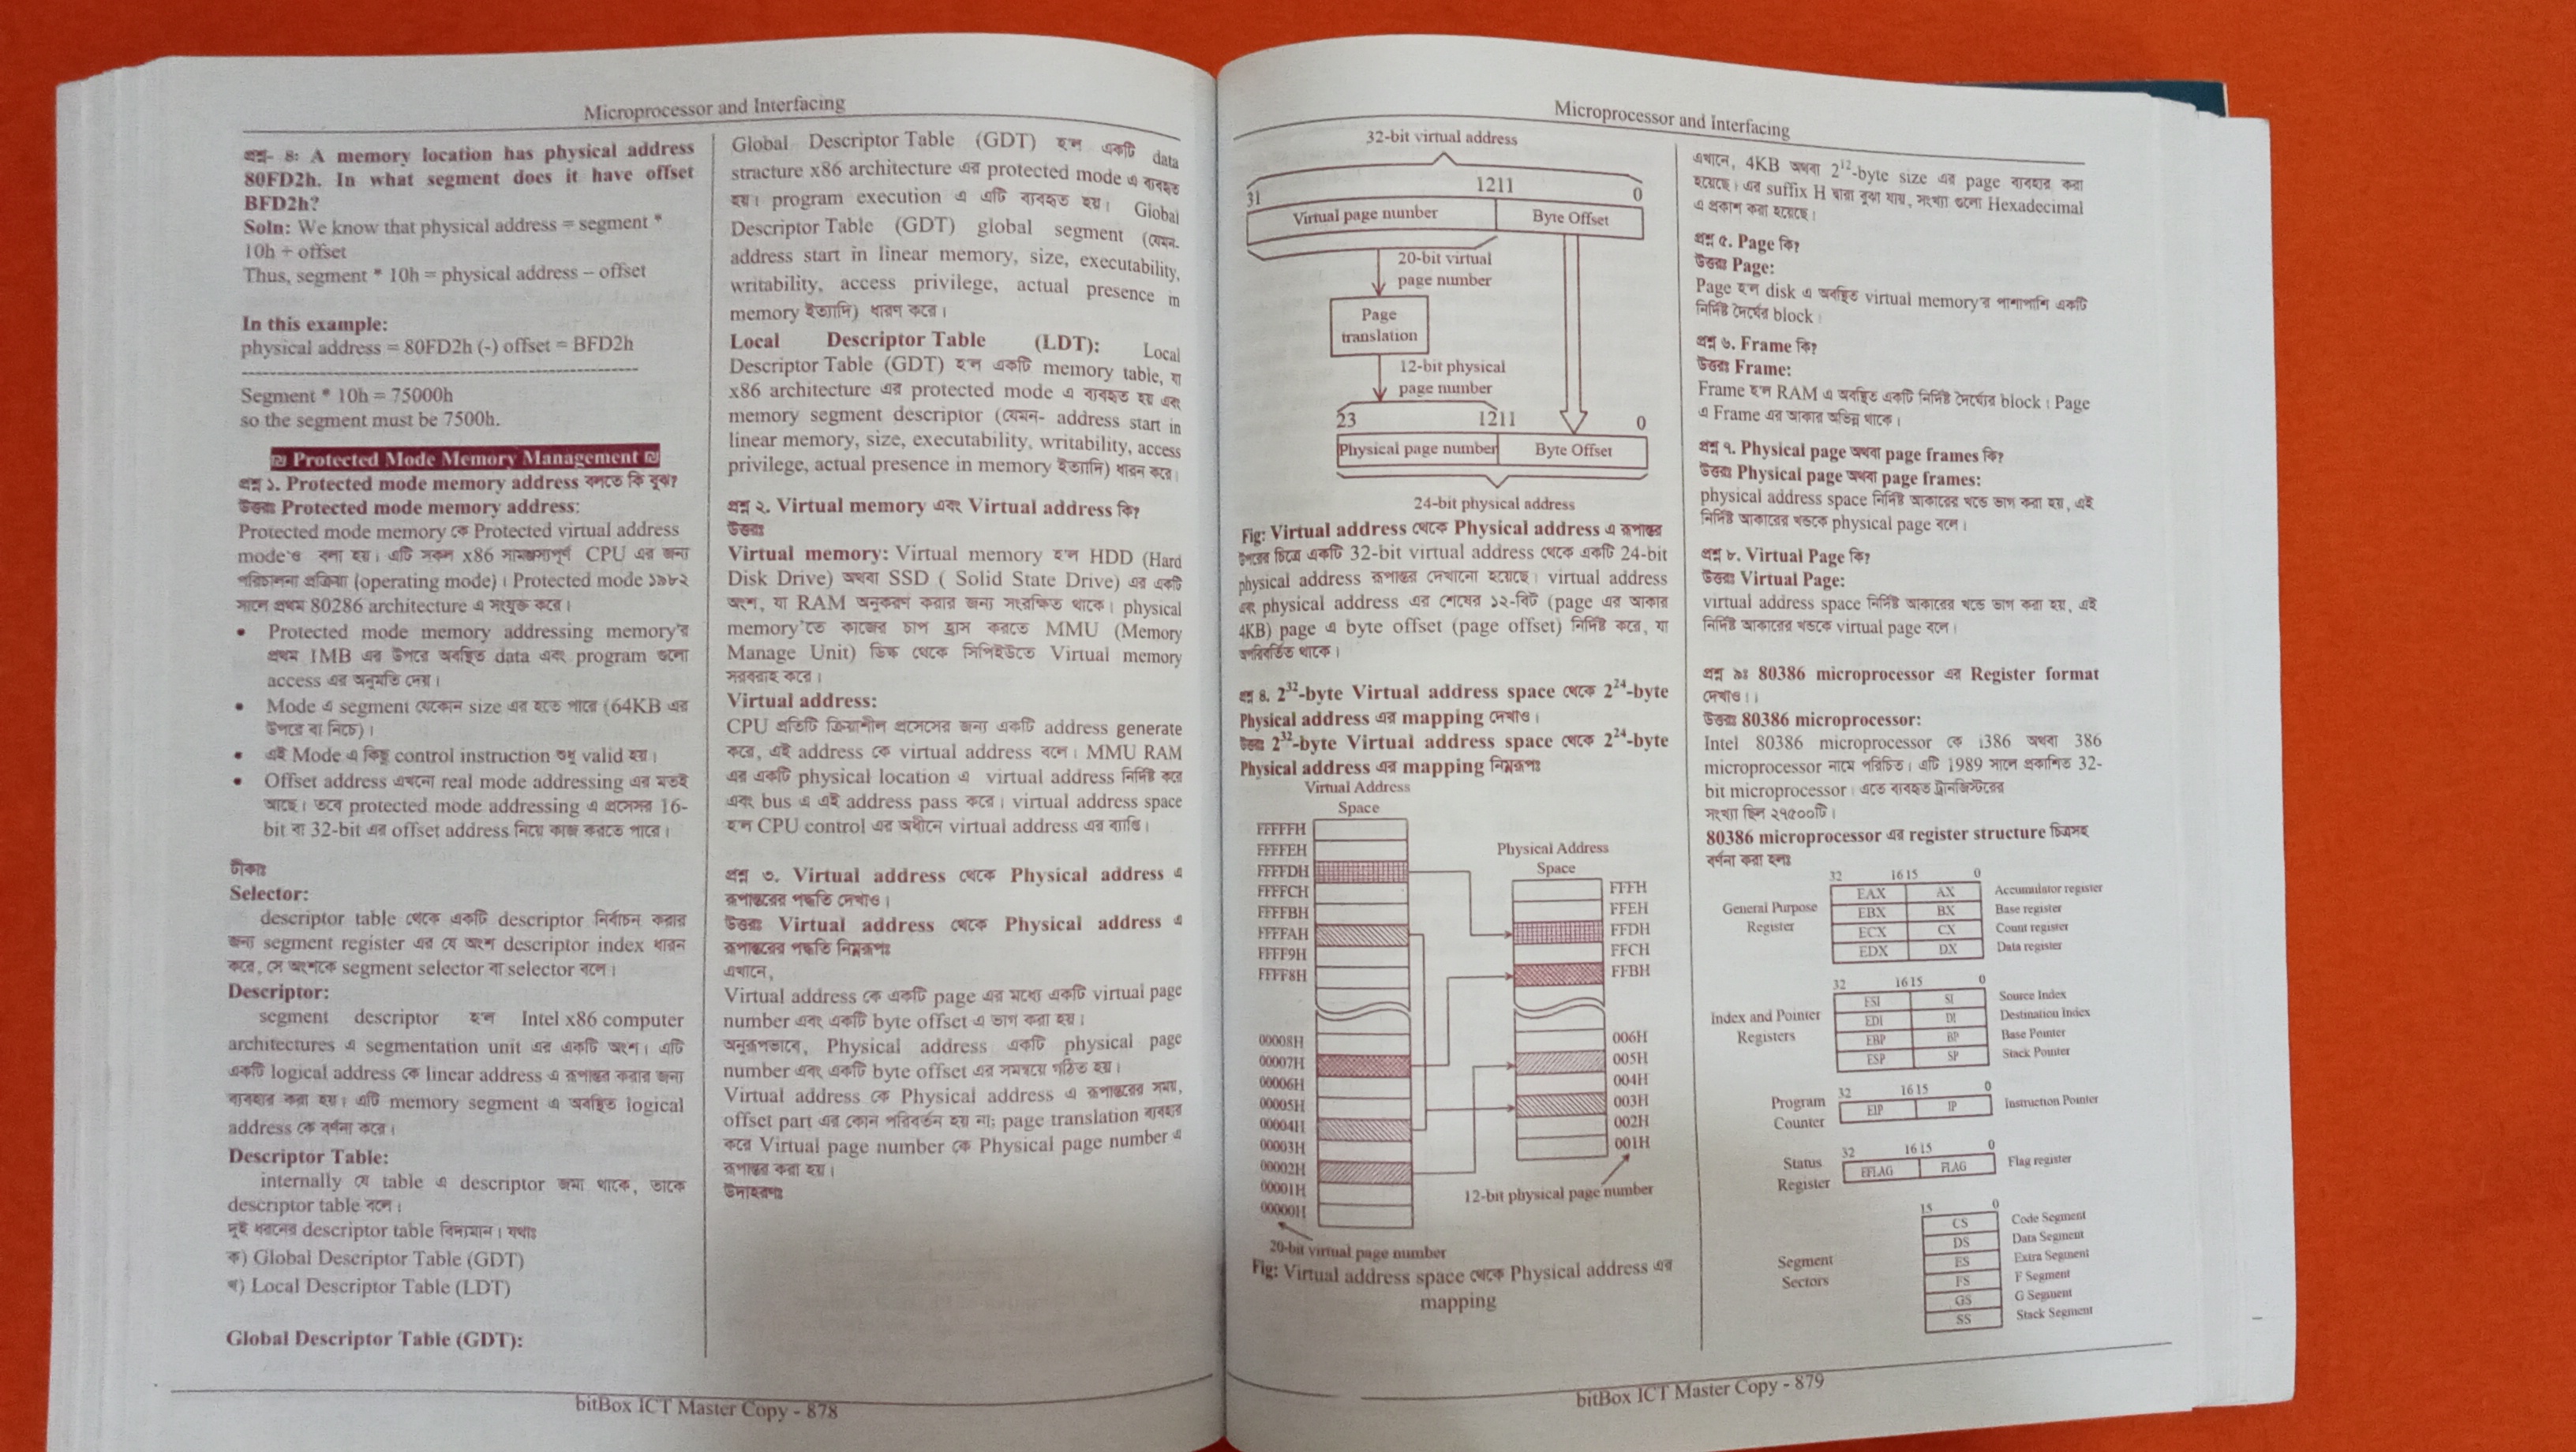 Microprocessor and Interfacing
প্রশ্ন- ৪: A memory location has physical address
80FD2h. In what segment does it have offset
BFD2h?
Soln: We know that physical address = segment *
10h + offset
Thus, segment * 10h = physical address – offset
In this example:
physical address = 80FD2h (-) offset = BFD2h
Segment * 10h = 75000h
so the segment must be 7500h.
Protected Mode Memory Management
প্রশ্ন ১. Protected mode memory address বলতে কি বুঝ?
উত্তরঃ Protected mode memory address:
Protected mode memory কে Protected virtual address
mode'ও বলা হয়। এটি সকল x86 সামঞ্জস্যপূর্ণ CPU এর জন্য
পরিচালনা প্রক্রিয়া (operating mode)। Protected mode ১৯৮২
সালে প্রথম 80286 architecture এ সংযুক্ত করে।
• Protected mode memory addressing memory'র
প্রথম 1MB এর উপরে অবস্থিত data এবং program গুলো
access এর অনুমতি দেয়।
• Mode এ segment যেকোন size এর হতে পারে (64KB এর
উপরে বা নিচে)।
• এই Mode এ কিছু control instruction শুধু valid হয়।
• Offset address এখনো real mode addressing এর মতই
আছে। তবে protected mode addressing এ প্রসেসর 16-
bit বা 32-bit এর offset address নিয়ে কাজ করতে পারে।
টীকাঃ
Selector:
descriptor table থেকে একটি descriptor নির্বাচন করার
জন্য segment register এর যে অংশ descriptor index ধারন
করে, সে অংশকে segment selector বা selector বলে।
Descriptor:
segment descriptor হ'ল Intel x86 computer
architectures এ segmentation unit এর একটি অংশ। এটি
একটি logical address কে linear address এ রূপান্তর করার জন্য
ব্যবহার করা হয়। এটি memory segment এ অবস্থিত logical
address কে বর্ণনা করে।
Descriptor Table:
internally যে table এ descriptor জমা থাকে, তাকে
descriptor table বলে।
দুই ধরনের descriptor table বিদ্যমান। যথাঃ
ক) Global Descriptor Table (GDT)
খ) Local Descriptor Table (LDT)
Global Descriptor Table (GDT):
Global Descriptor Table (GDT) হ'ল একটি data
stracture x86 architecture এর protected mode এ ব্যবহৃত
হয়। program execution এ এটি ব্যবহৃত হয়। Global
Descriptor Table (GDT) global segment (যেমন-
address start in linear memory, size, executability,
writability, access privilege, actual presence in
memory ইত্যাদি) ধারণ করে।
Local Descriptor Table (LDT): Local
Descriptor Table (GDT) হ'ল একটি memory table, যা
x86 architecture এর protected mode এ ব্যবহৃত হয় এবং
memory segment descriptor (যেমন- address start in
linear memory, size, executability, writability, access
privilege, actual presence in memory ইত্যাদি) ধারন করে।
প্রশ্ন ২. Virtual memory এবং Virtual address কি?
উত্তরঃ
Virtual memory: Virtual memory হ'ল HDD (Hard
Disk Drive) অথবা SSD ( Solid State Drive) এর একটি
অংশ, যা RAM অনুকরণ করার জন্য সংরক্ষিত থাকে। physical
memory'তে কাজের চাপ হ্রাস করতে MMU (Memory
Manage Unit) ডিস্ক থেকে সিপিইউতে Virtual memory
সরবরাহ করে।
Virtual address:
CPU প্রতিটি ক্রিয়াশীল প্রসেসের জন্য একটি address generate
করে, এই address কে virtual address বলে। MMU RAM
এর একটি physical location এ virtual address নির্দিষ্ট করে
এবং bus এ এই address pass করে। virtual address space
হ'ল CPU control এর অধীনে virtual address এর ব্যাপ্তি।
প্রশ্ন ৩. Virtual address থেকে Physical address এ
রূপান্তরের পদ্ধতি দেখাও।
উত্তরঃ Virtual address থেকে Physical address এ
রূপান্তরের পদ্ধতি নিম্নরূপঃ
এখানে,
Virtual address কে একটি page এর মধ্যে একটি virtual page
number এবং একটি byte offset এ ভাগ করা হয়।
অনুরূপভাবে, Physical address একটি physical page
number এবং একটি byte offset এর সমন্বয়ে গঠিত হয়।
Virtual address কে Physical address এ রূপান্তরের সময়,
offset part এর কোন পরিবর্তন হয় না; page translation ব্যবহার
করে Virtual page number কে Physical page number এ
রূপান্তর করা হয়।
উদাহরণঃ
bitBox ICT Master Copy - 878
Microprocessor and Interfacing
32-bit virtual address
31 1211 0
Virtual page number Byte Offset
20-bit virtual
page number
Page
translation
12-bit physical
page number
23 1211 0
Physical page number Byte Offset
24-bit physical address
Fig: Virtual address থেকে Physical address এ রূপান্তর
উপরের চিত্রে একটি 32-bit virtual address থেকে একটি 24-bit
physical address রূপান্তর দেখানো হয়েছে। virtual address
এবং physical address এর শেষের ১২-বিট (page এর আকার
4KB) page এ byte offset (page offset) নির্দিষ্ট করে, যা
অপরিবর্তিত থাকে।
প্রশ্ন 8. 2³²-byte Virtual address space থেকে 2²⁴-byte
Physical address এর mapping দেখাও।
উত্তরঃ 2³²-byte Virtual address space থেকে 2²⁴-byte
Physical address এর mapping নিম্নরূপঃ
Virtual Address
Space
FFFFFH
FFFFEH
FFFFDH
FFFFCH
FFFFBH
FFFFAH
FFFF9H
FFFF8H
00008H
00007H
00006H
00005H
00004H
00003H
00002H
00001H
00000H
20-bit virtual page number
Physical Address
Space
FFFH
FFEH
FFDH
FFCH
FFBH
006H
005H
004H
003H
002H
001H
12-bit physical page number
Fig: Virtual address space থেকে Physical address এর
mapping
এখানে, 4KB অথবা 2¹²-byte size এর page ব্যবহার করা
হয়েছে। এর suffix H দ্বারা বুঝা যায়, সংখ্যা গুলো Hexadecimal
এ প্রকাশ করা হয়েছে।
প্রশ্ন ৫. Page কি?
উত্তরঃ Page:
Page হ'ল disk এ অবস্থিত virtual memory'র পাশাপাশি একটি
নির্দিষ্ট দৈর্ঘ্যের block।
প্রশ্ন ৬. Frame কি?
উত্তরঃ Frame:
Frame হ'ল RAM এ অবস্থিত একটি নির্দিষ্ট দৈর্ঘ্যের block। Page
এ Frame এর আকার অভিন্ন থাকে।
প্রশ্ন ৭. Physical page অথবা page frames কি?
উত্তরঃ Physical page অথবা page frames:
physical address space নির্দিষ্ট আকারের খন্ডে ভাগ করা হয়, এই
নির্দিষ্ট আকারের খন্ডকে physical page বলে।
প্রশ্ন ৮. Virtual Page কি?
উত্তরঃ Virtual Page:
virtual address space নির্দিষ্ট আকারের খন্ডে ভাগ করা হয়, এই
নির্দিষ্ট আকারের খন্ডকে virtual page বলে।
প্রশ্ন ৯ঃ 80386 microprocessor এর Register format
দেখাও।।
উত্তরঃ 80386 microprocessor:
Intel 80386 microprocessor কে i386 অথবা 386
microprocessor নামে পরিচিত। এটি 1989 সালে প্রকাশিত 32-
bit microprocessor। এতে ব্যবহৃত ট্রানজিস্টরের
সংখ্যা ছিল ২৭৫০০টি।
80386 microprocessor এর register structure চিত্রসহ
বর্ণনা করা হলঃ
32 16 15 0
General Purpose
Register
EAX AX Accumulator register
EBX BX Base register
ECX CX Count register
EDX DX Data register
32 16 15 0
Index and Pointer
Registers
ESI SI Source Index
EDI DI Destination Index
EBP BP Base Pointer
ESP SP Stack Pointer
32 16 15 0
Program
Counter
EIP IP Instruction Pointer
32 16 15 0
Status
Register
EFLAG FLAG Flag register
15 0
Segment
Sectors
CS Code Segment
DS Data Segment
ES Extra Segment
FS F Segment
GS G Segment
SS Stack Segment
bitBox ICT Master Copy - 879